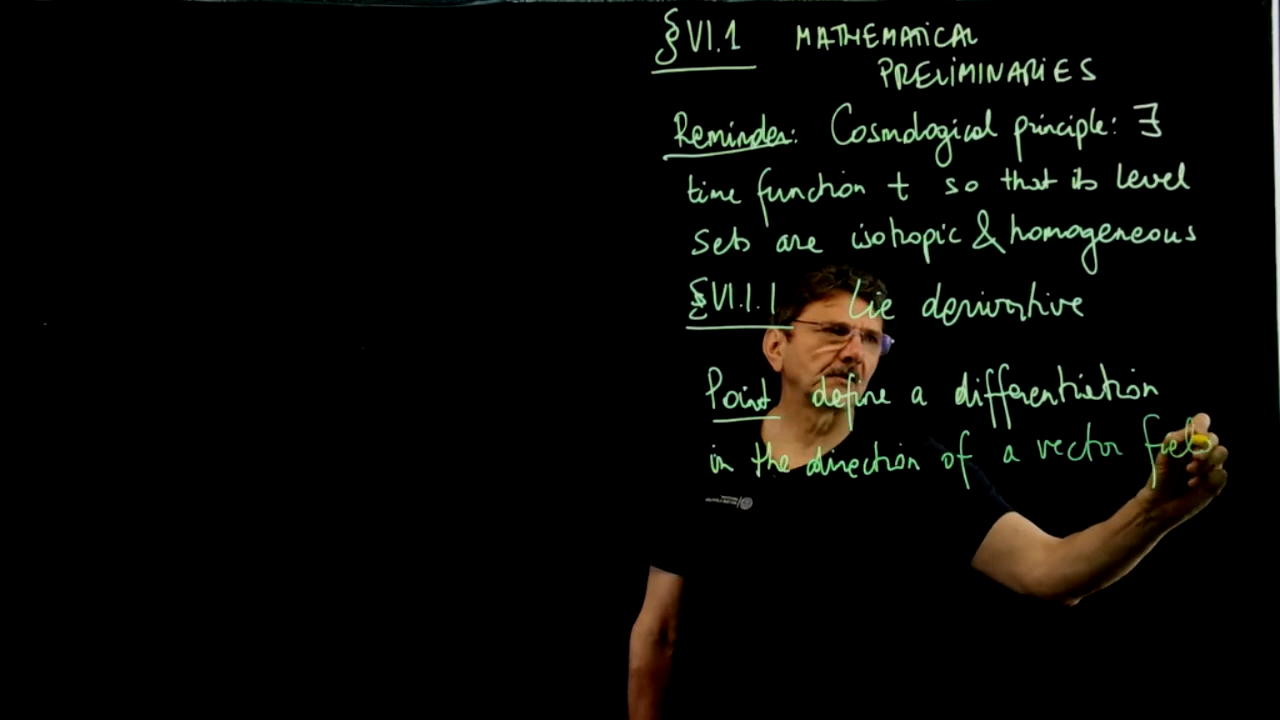 §VI.1 MATHEMATICAL
PRELIMINARIES
Reminder: Cosmological principle: ∃
time function t so that its level
sets are isotropic & homogeneous
§VI.1.1 Lie derivative
Point define a differentiation
in the direction of a vector field